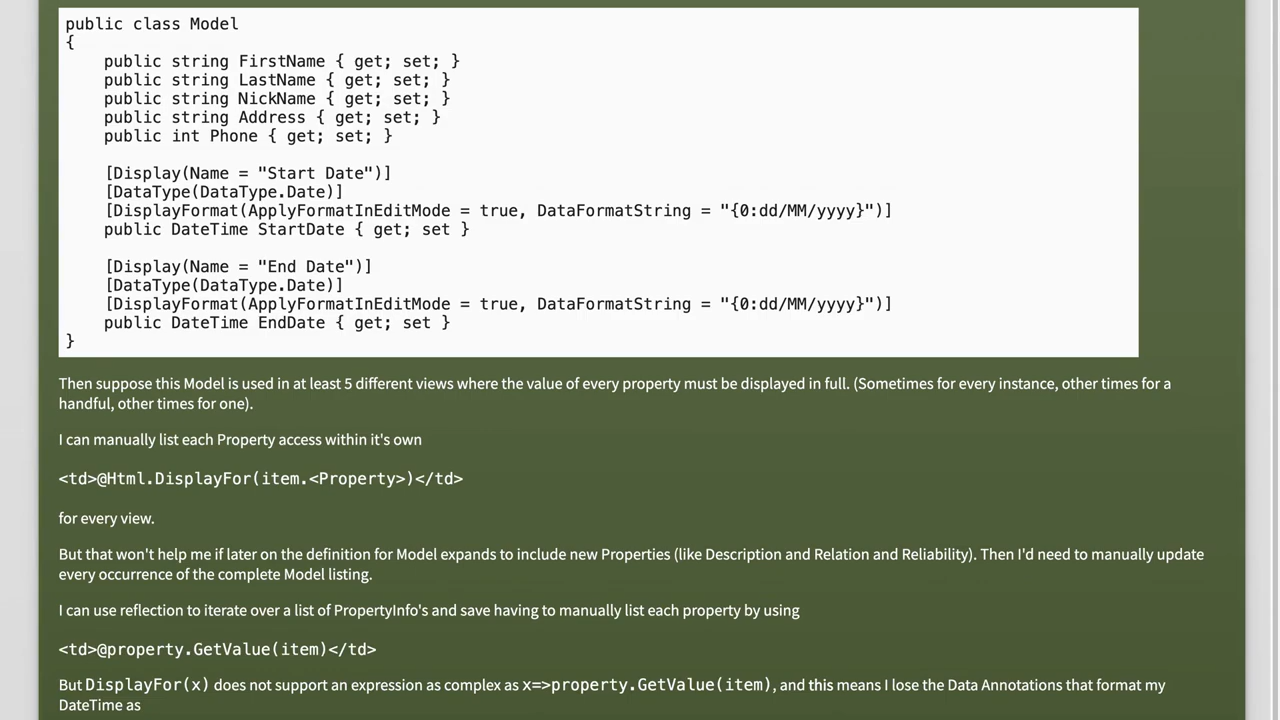 public class Model
{
    public string FirstName { get; set; }
    public string LastName { get; set; }
    public string NickName { get; set; }
    public string Address { get; set; }
    public int Phone { get; set; }

    [Display(Name = "Start Date")]
    [DataType(DataType.Date)]
    [DisplayFormat(ApplyFormatInEditMode = true, DataFormatString = "{0:dd/MM/yyyy}")]
    public DateTime StartDate { get; set }

    [Display(Name = "End Date")]
    [DataType(DataType.Date)]
    [DisplayFormat(ApplyFormatInEditMode = true, DataFormatString = "{0:dd/MM/yyyy}")]
    public DateTime EndDate { get; set }
}
Then suppose this Model is used in at least 5 different views where the value of every property must be displayed in full. (Sometimes for every instance, other times for a
handful, other times for one).
I can manually list each Property access within it's own
<td>@Html.DisplayFor(item.<Property>)</td>
for every view.
But that won't help me if later on the definition for Model expands to include new Properties (like Description and Relation and Reliability). Then I'd need to manually update
every occurrence of the complete Model listing.
I can use reflection to iterate over a list of PropertyInfo's and save having to manually list each property by using
<td>@property.GetValue(item)</td>
But DisplayFor(x) does not support an expression as complex as x=>property.GetValue(item), and this means I lose the Data Annotations that format my
DateTime as